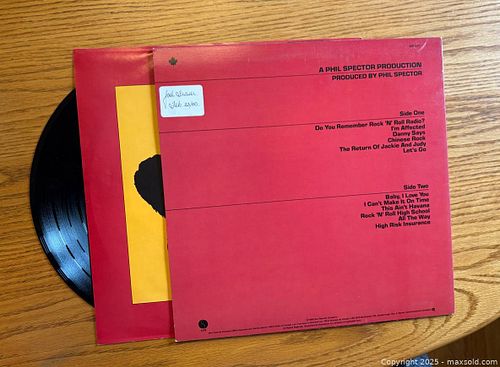 A PHIL SPECTOR PRODUCTION
PRODUCED BY PHIL SPECTOR
Side One
Do You Remember Rock 'N' Roll Radio?
I'm Affected
Danny Says
Chinese Rock
The Return Of Jackie And Judy
Let's Go
Side Two
Baby, I Love You
I Can't Make It On Time
This Ain't Havana
Rock 'N' Roll High School
All The Way
High Risk Insurance
Copyright 2025 - maxsold.com